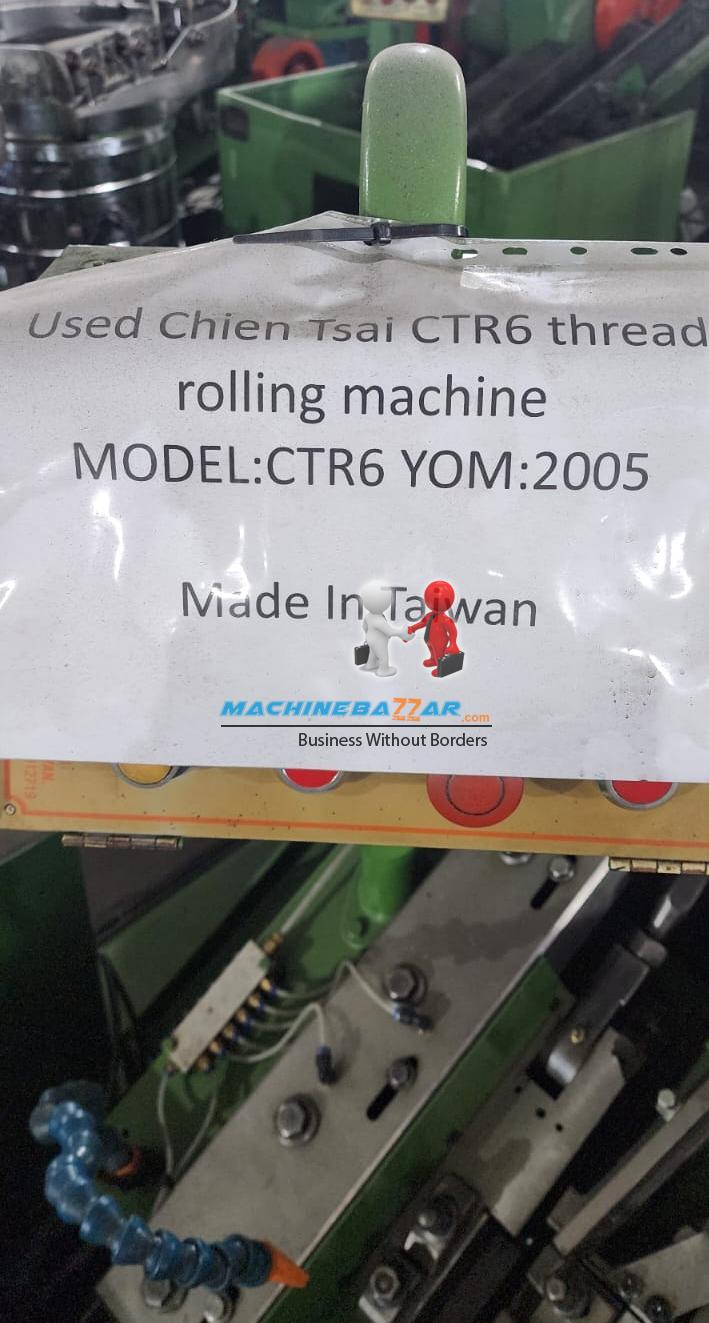 Used Chien Tsai CTR6 thread
rolling machine
MODEL:CTR6 YOM:2005
Made In Taiwan
MACHINEBAZZAR.com
Business Without Borders